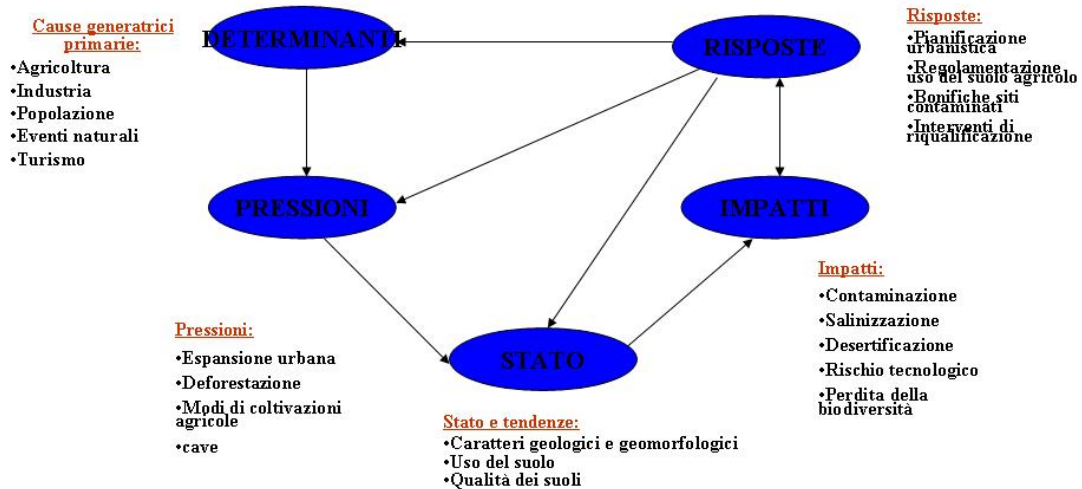 Cause generatrici
primarie:
•Agricoltura
•Industria
•Popolazione
•Eventi naturali
•Turismo
DETERMINANTI
RISPOSTE
Risposte:
•Pianificazione
urbanistica
•Regolamentazione
uso del suolo agricolo
•Bonifiche siti
contaminati
•Interventi di
riqualificazione
PRESSIONI
IMPATTI
Pressioni:
•Espansione urbana
•Deforestazione
•Modi di coltivazioni
agricole
•cave
STATO
Stato e tendenze:
•Caratteri geologici e geomorfologici
•Uso del suolo
•Qualità dei suoli
Impatti:
•Contaminazione
•Salinizzazione
•Desertificazione
•Rischio tecnologico
•Perdita della
biodiversità